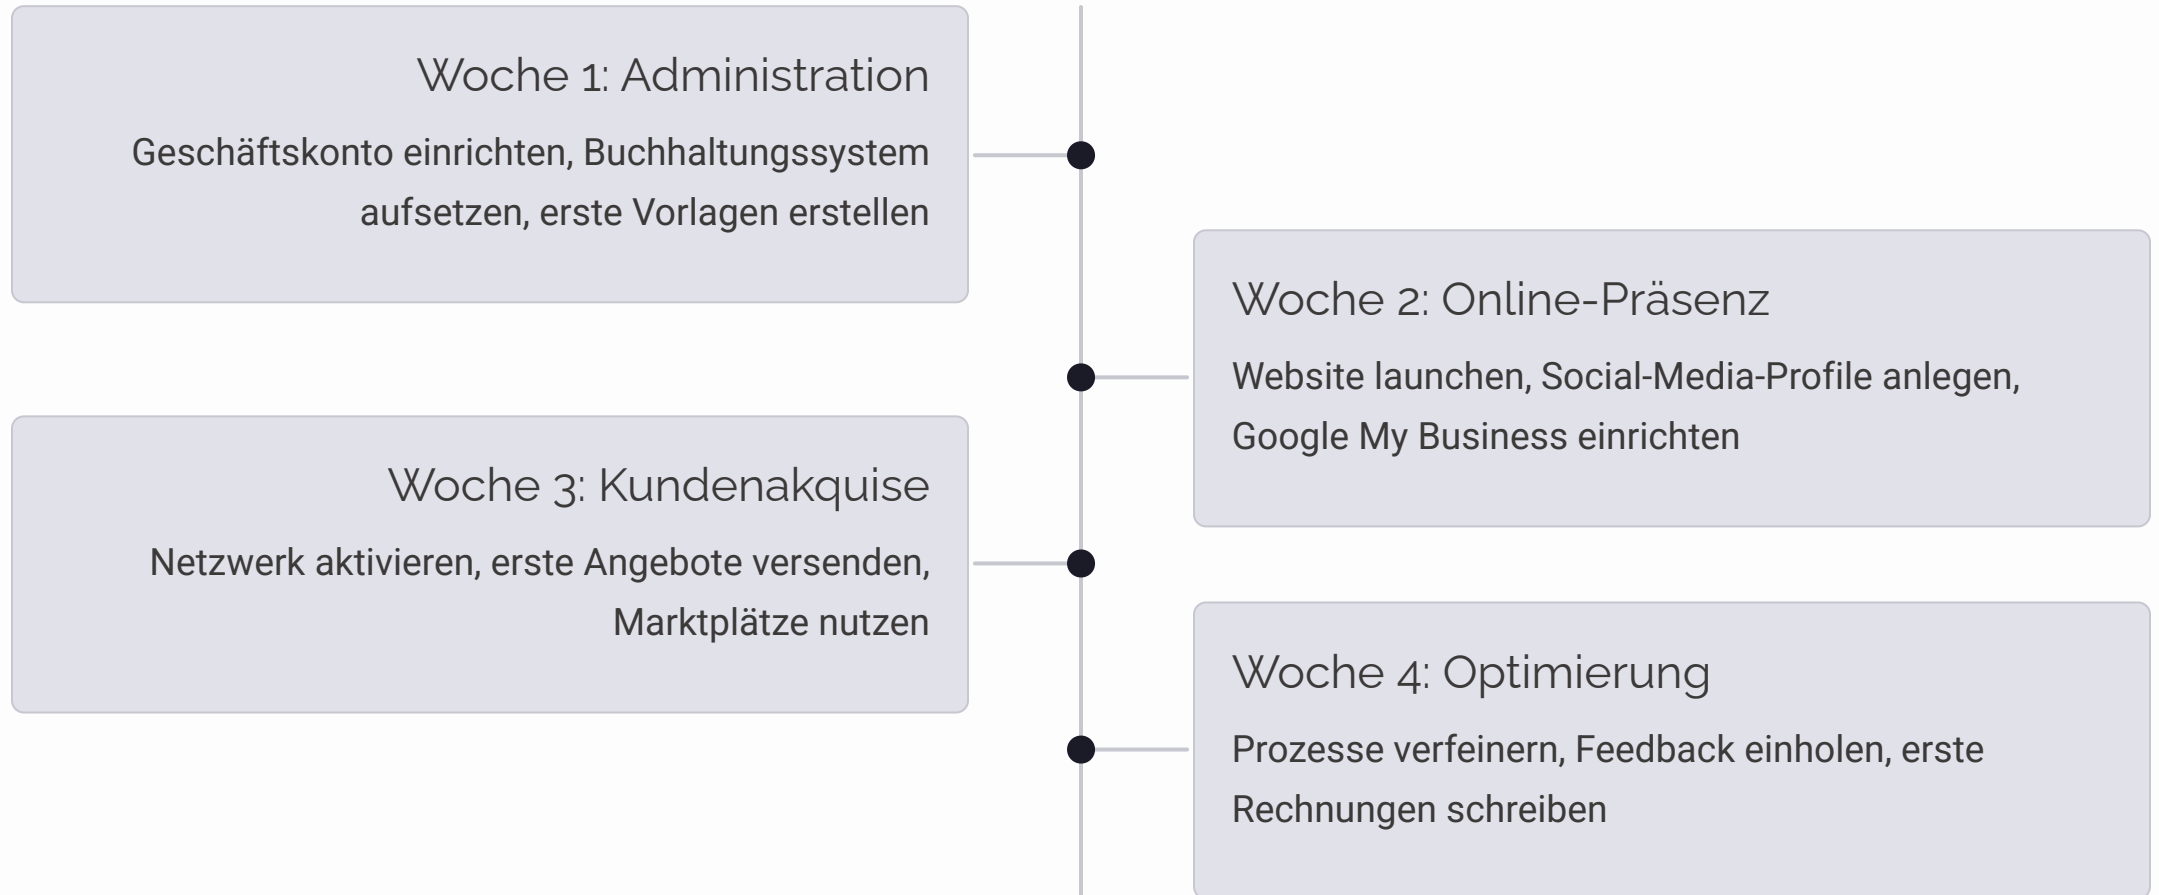 Woche 1: Administration
Geschäftskonto einrichten, Buchhaltungssystem
aufsetzen, erste Vorlagen erstellen
Woche 2: Online-Präsenz
Website launchen, Social-Media-Profile anlegen,
Google My Business einrichten
Woche 3: Kundenakquise
Netzwerk aktivieren, erste Angebote versenden,
Marktplätze nutzen
Woche 4: Optimierung
Prozesse verfeinern, Feedback einholen, erste
Rechnungen schreiben